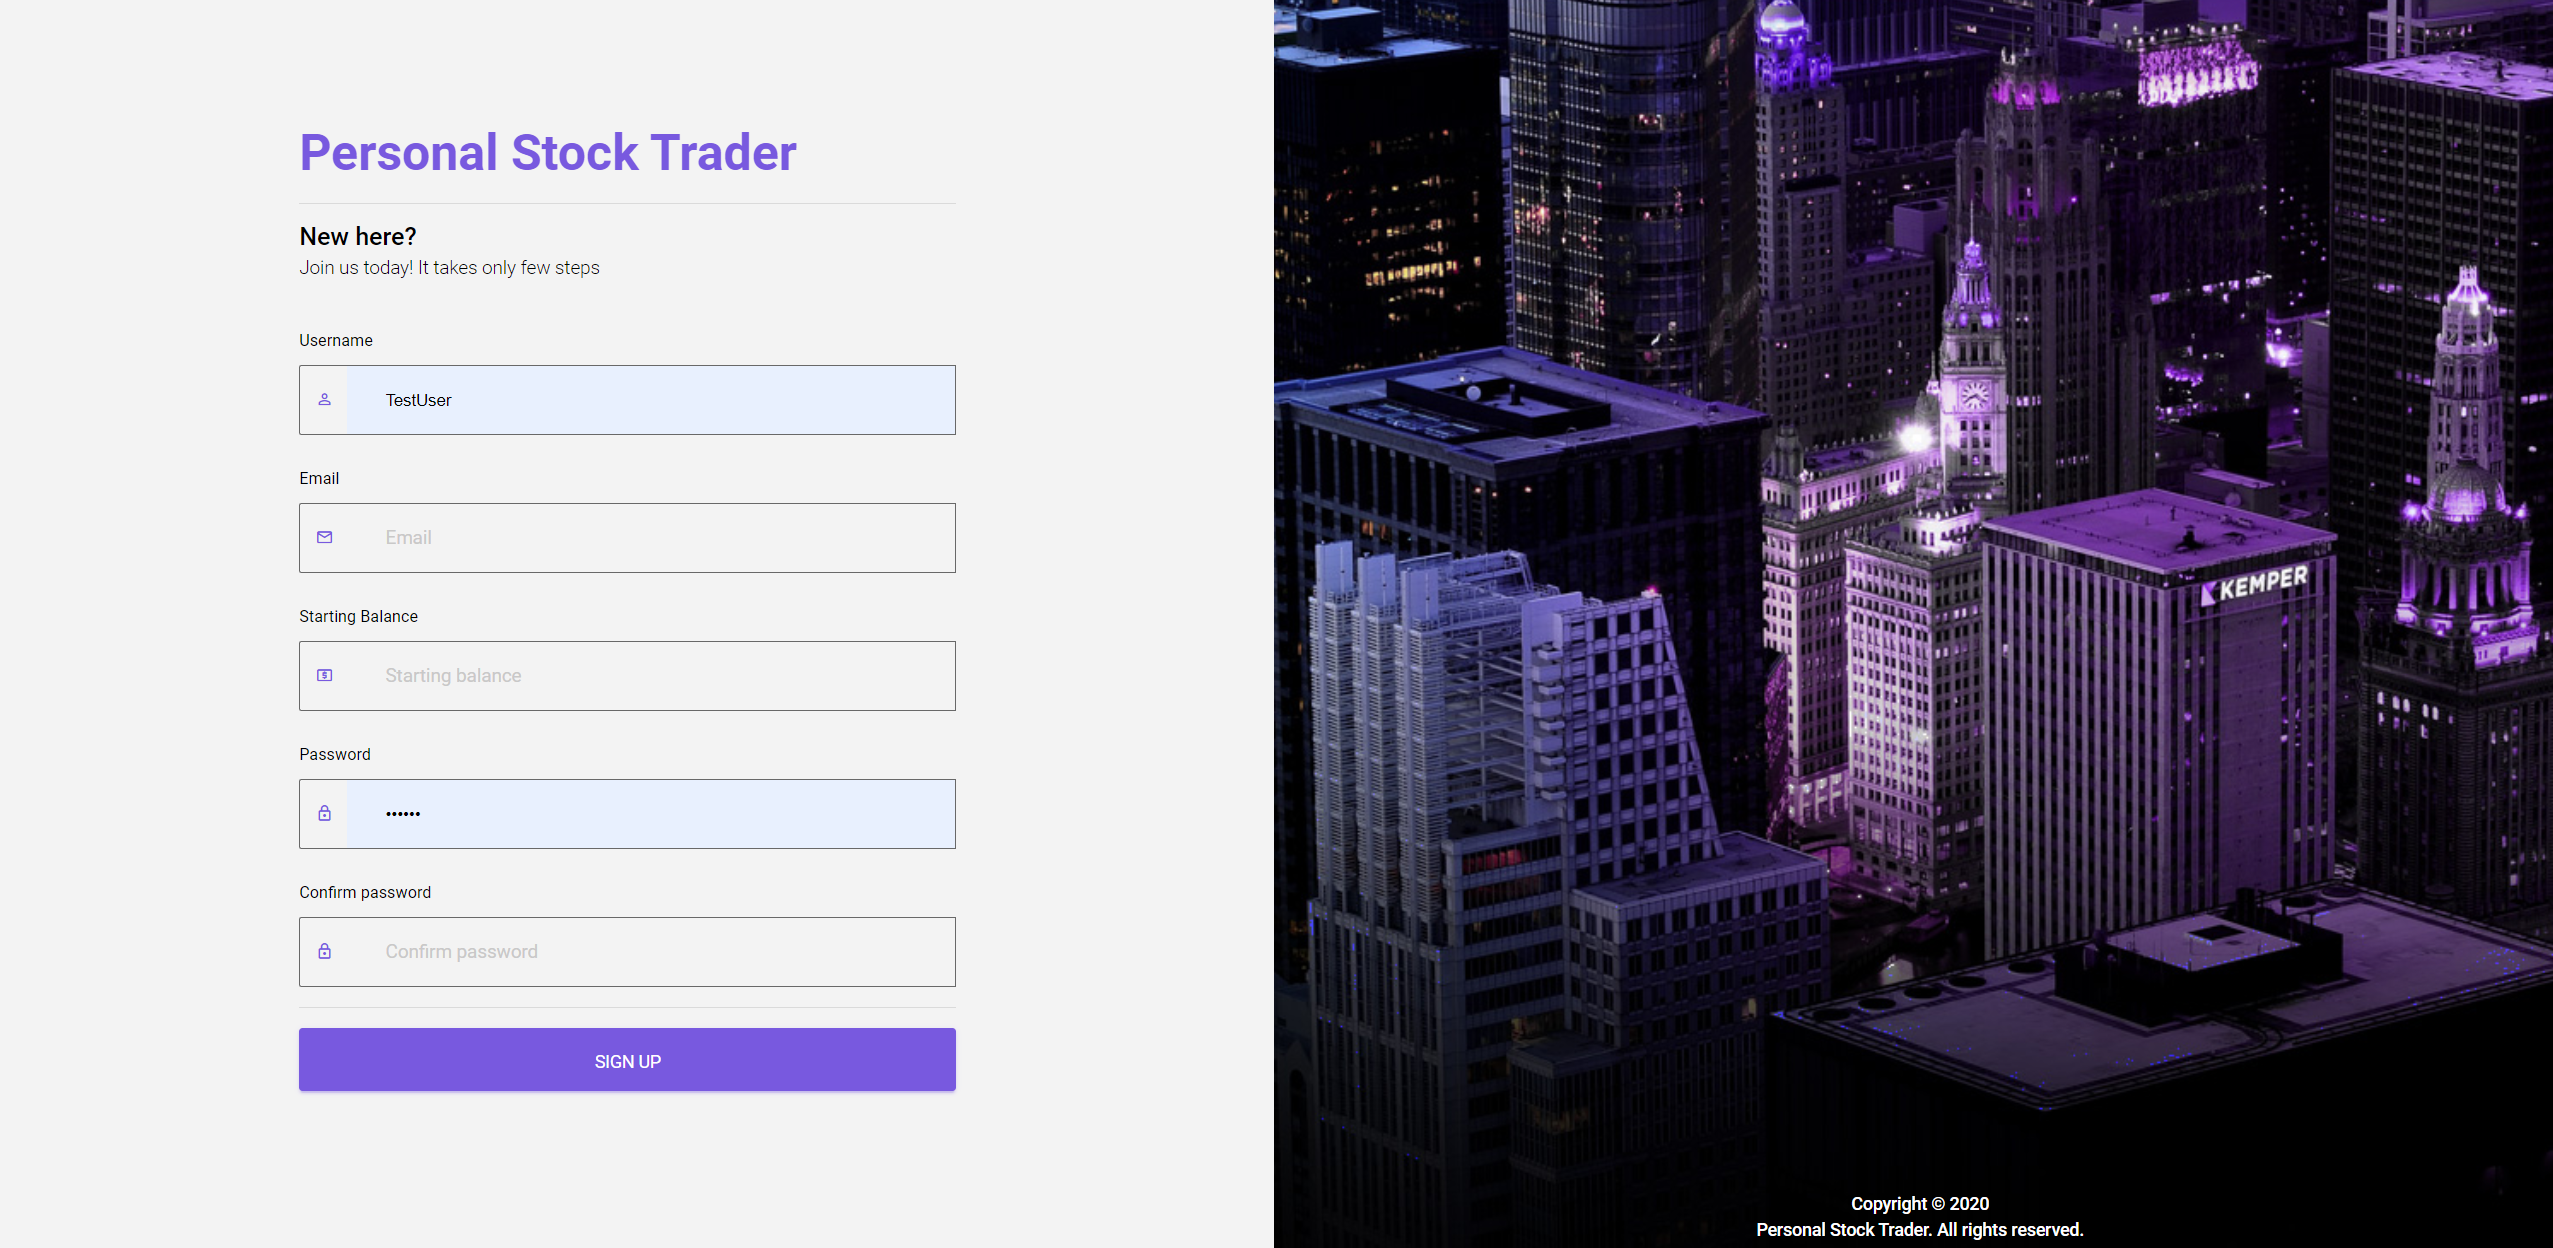 Personal Stock Trader
New here?
Join us today! It takes only few steps
Username
TestUser
Email
Email
Starting Balance
Starting balance
Password
••••••
Confirm password
Confirm password
SIGN UP
KEMPER
Copyright © 2020
Personal Stock Trader. All rights reserved.